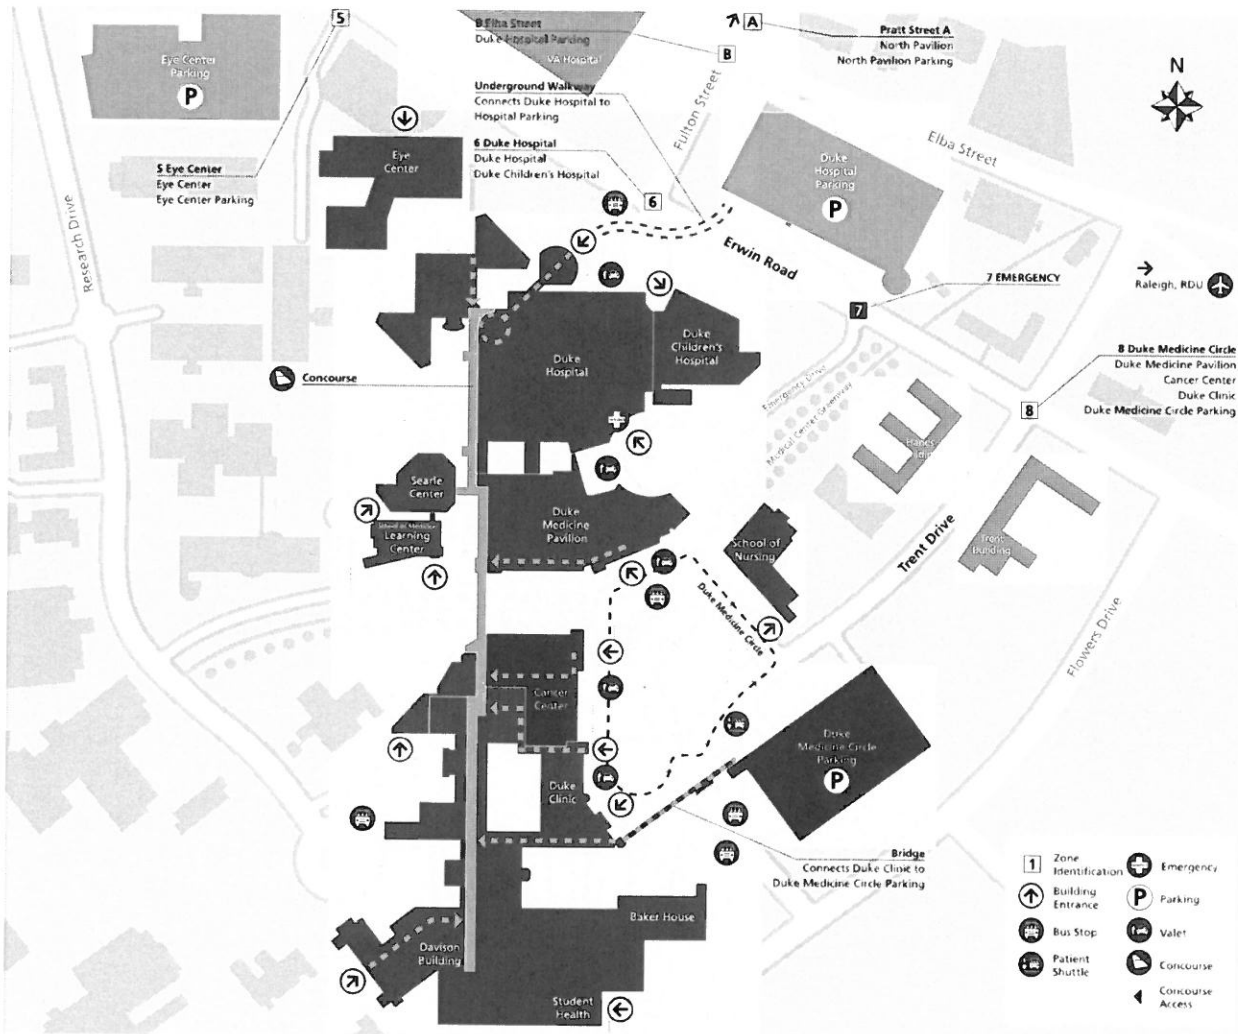 5
Eye Center
Parking
P
5 Eye Center
Eye Center
Eye Center Parking
Research Drive
Eye
Center
B Elba Street
Duke Hospital Parking
VA Hospital
Underground Walkway
Connects Duke Hospital to
Hospital Parking
6 Duke Hospital
Duke Hospital
Duke Children's Hospital
6
A
B
Fulton Street
Pratt Street A
North Pavilion
North Pavilion Parking
N
Elba Street
Duke
Hospital
Parking
P
Erwin Road
7 EMERGENCY
7
Raleigh, RDU
8 Duke Medicine Circle
Duke Medicine Pavilion
Cancer Center
Duke Clinic
Duke Medicine Circle Parking
8
Duke
Hospital
Duke
Children's
Hospital
Concourse
Emergency Drive
Medical Center Greenway
Searle
Center
School of Medicine
Learning
Center
Duke
Medicine
Pavilion
School of
Nursing
Trent Drive
Trent
Building
Flowers Drive
Duke Medicine Circle
Cancer
Center
Duke
Clinic
Duke
Medicine Circle
Parking
P
Bridge
Connects Duke Clinic to
Duke Medicine Circle Parking
Baker House
Davison
Building
Student
Health
1 Zone
Identification
Building
Entrance
Bus Stop
Patient
Shuttle
Emergency
P Parking
Valet
Concourse
Concourse
Access